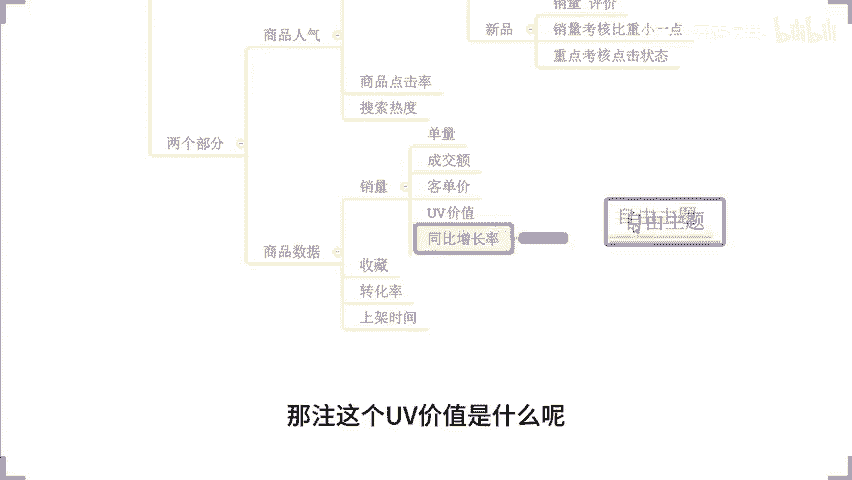 销量 评价
商品人气
新品
销量考核比重小一点
bilibili
重点考核点击状态
商品点击率
搜索热度
两个部分
单量
成交额
销量
客单价
UV价值
自由主题
同比增长率
商品数据
收藏
转化率
上架时间
那注这个UV价值是什么呢